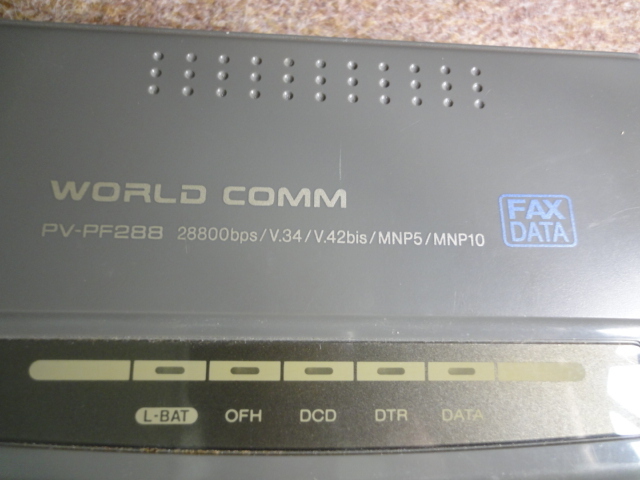 WORLD COMM
PV-PF288 28800bps/V.34/V.42bis/MNP5/MNP10
FAX
DATA
L-BAT OFH DCD DTR DATA